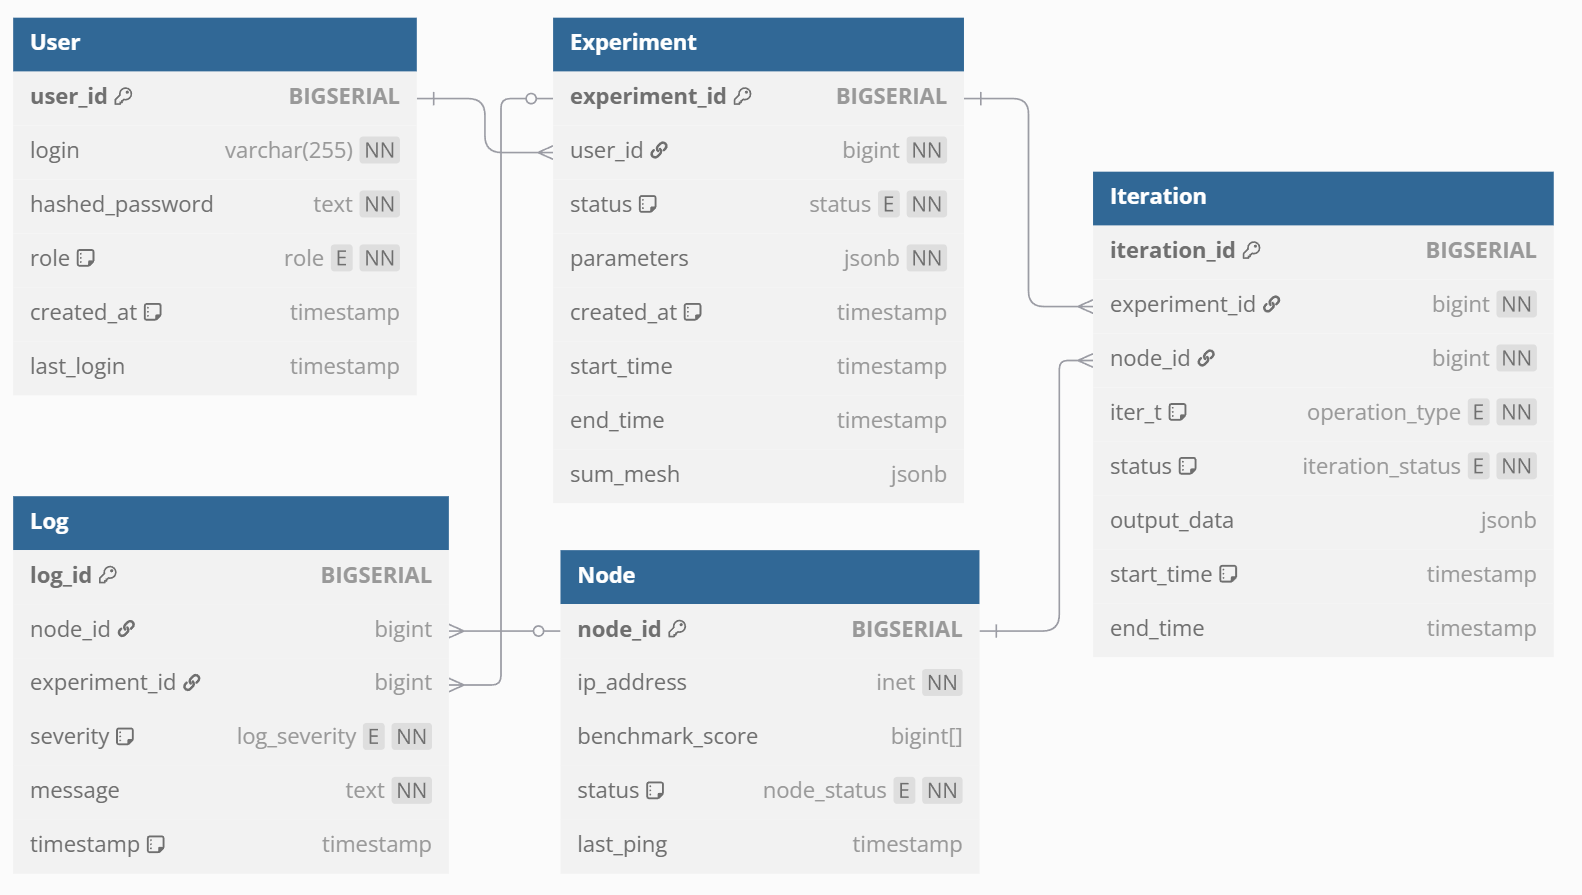 User
user_id BIGSERIAL
login varchar(255) NN
hashed_password text NN
role role E NN
created_at timestamp
last_login timestamp
Experiment
experiment_id BIGSERIAL
user_id bigint NN
status status E NN
parameters jsonb NN
created_at timestamp
start_time timestamp
end_time timestamp
sum_mesh jsonb
Iteration
iteration_id BIGSERIAL
experiment_id bigint NN
node_id bigint NN
iter_t operation_type E NN
status iteration_status E NN
output_data jsonb
start_time timestamp
end_time timestamp
Log
log_id BIGSERIAL
node_id bigint
experiment_id bigint
severity log_severity E NN
message text NN
timestamp timestamp
Node
node_id BIGSERIAL
ip_address inet NN
benchmark_score bigint[]
status node_status E NN
last_ping timestamp